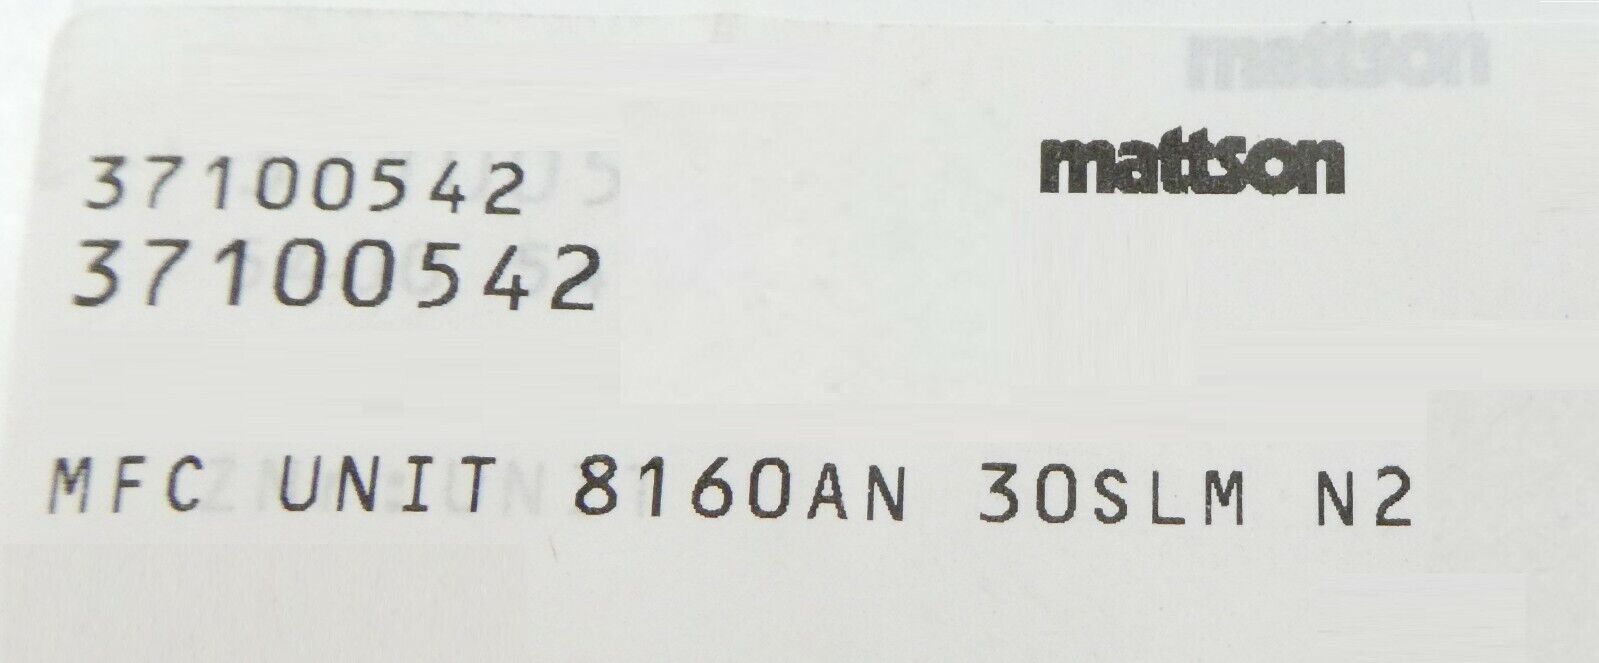 mattson
37100542
37100542
MFC UNIT 8160AN 30SLM N2